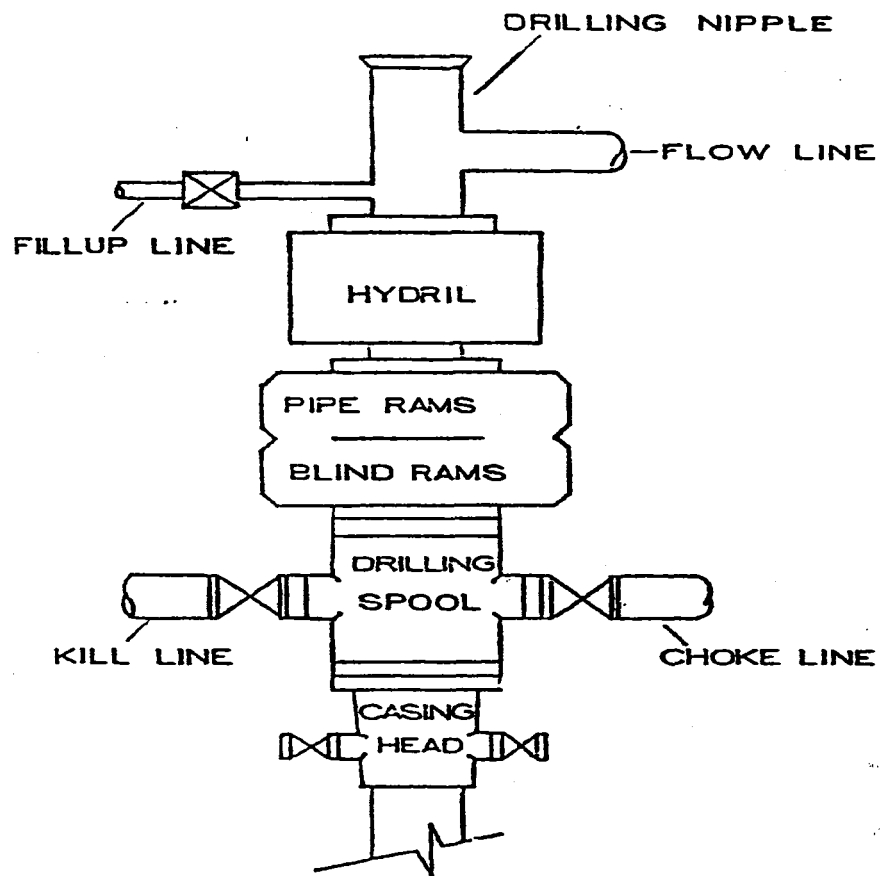 DRILLING NIPPLE
FLOW LINE
FILLUP LINE
HYDRIL
PIPE RAMS
BLIND RAMS
DRILLING
SPOOL
KILL LINE
CHOKE LINE
CASING
HEAD